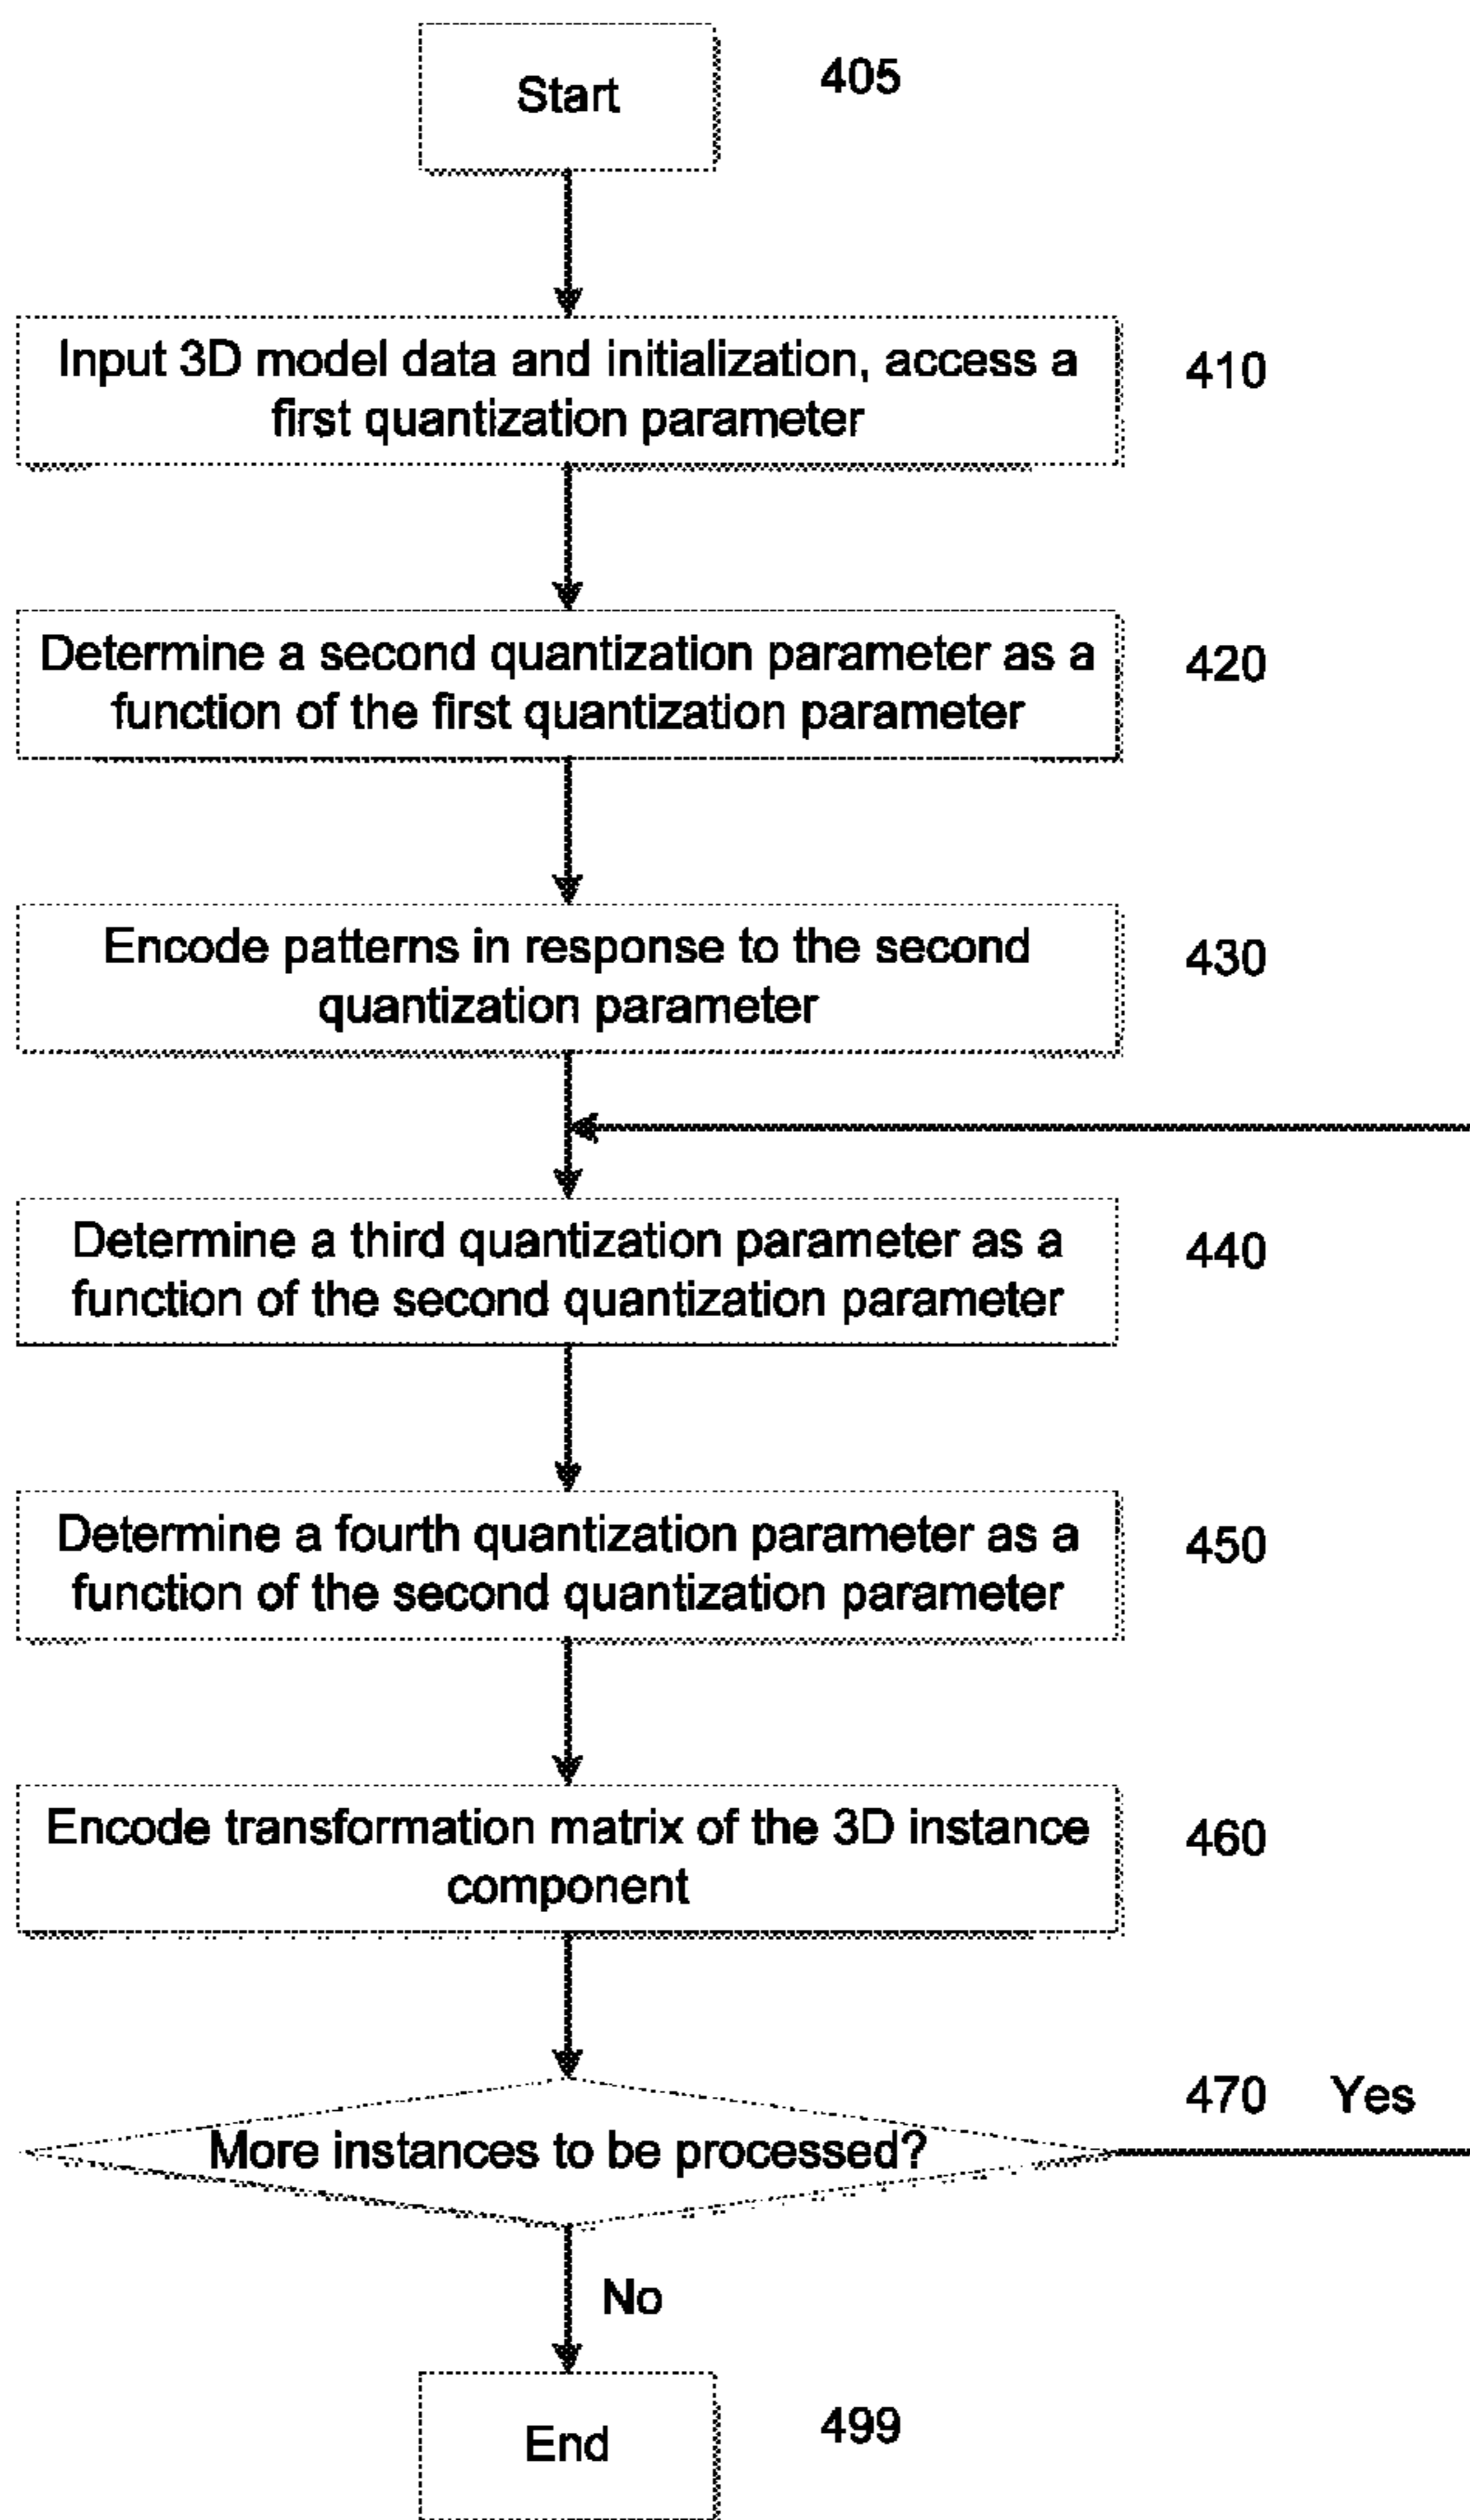 Start
405
Input 3D model data and initialization, access a
first quantization parameter
410
Determine a second quantization parameter as a
function of the first quantization parameter
420
Encode patterns in response to the second
quantization parameter
430
Determine a third quantization parameter as a
function of the second quantization parameter
440
Determine a fourth quantization parameter as a
function of the second quantization parameter
450
Encode transformation matrix of the 3D instance
component
460
More instances to be processed?
470
Yes
No
End
499